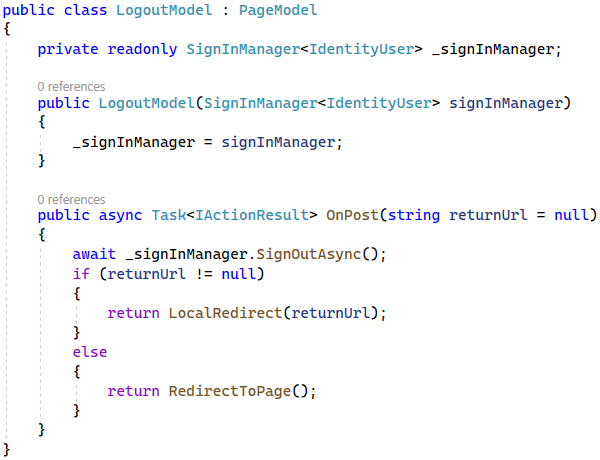 public class LogoutModel : PageModel
{
    private readonly SignInManager<IdentityUser> _signInManager;

    0 references
    public LogoutModel(SignInManager<IdentityUser> signInManager)
    {
        _signInManager = signInManager;
    }

    0 references
    public async Task<IActionResult> OnPost(string returnUrl = null)
    {
        await _signInManager.SignOutAsync();
        if (returnUrl != null)
        {
            return LocalRedirect(returnUrl);
        }
        else
        {
            return RedirectToPage();
        }
    }
}